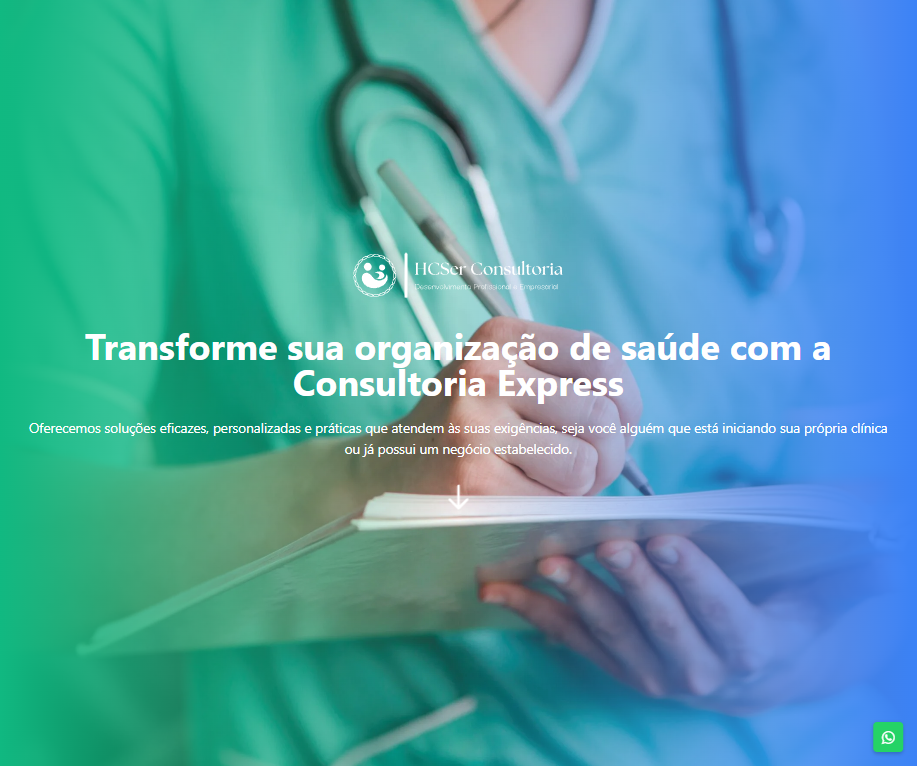 HCSer Consultoria
Desenvolvimento Profissional e Empresarial
Transforme sua organização de saúde com a
Consultoria Express
Oferecemos soluções eficazes, personalizadas e práticas que atendem às suas exigências, seja você alguém que está iniciando sua própria clínica
ou já possui um negócio estabelecido.